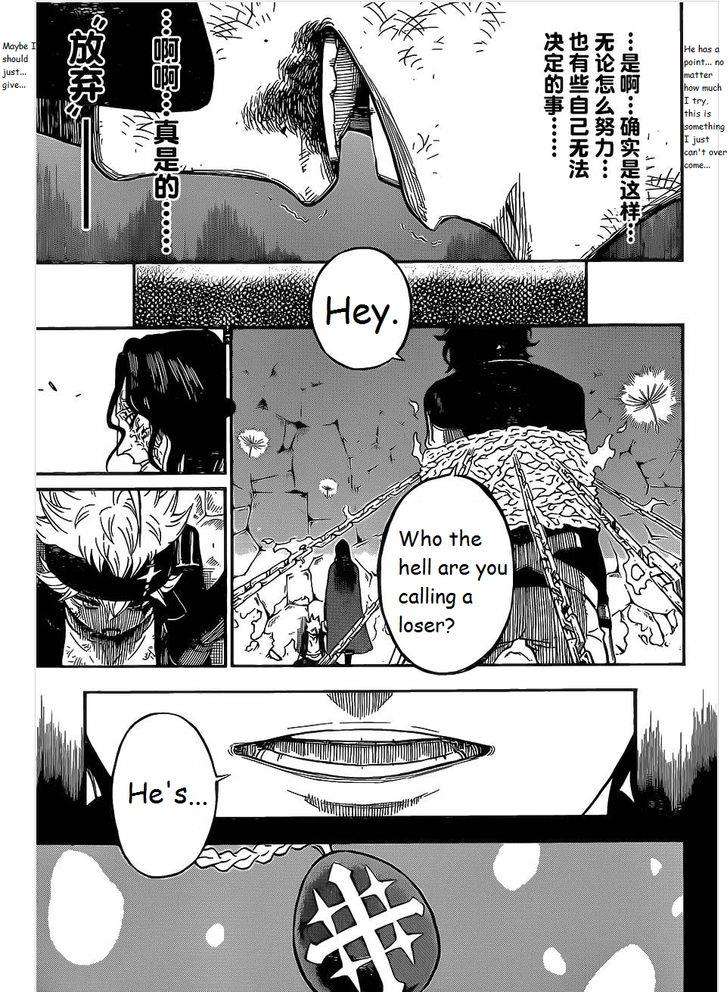 He has a
point... no
matter
how much
I try,
this is
something
I just
can't over
come...
…是啊…确实是这样…
无论怎么努力…
也有些自己无法
决定的事……
Maybe I
should
just...
give...
…啊啊……真是的……
“放弃”——
Hey.
Who the
hell are you
calling a
loser?
He's...